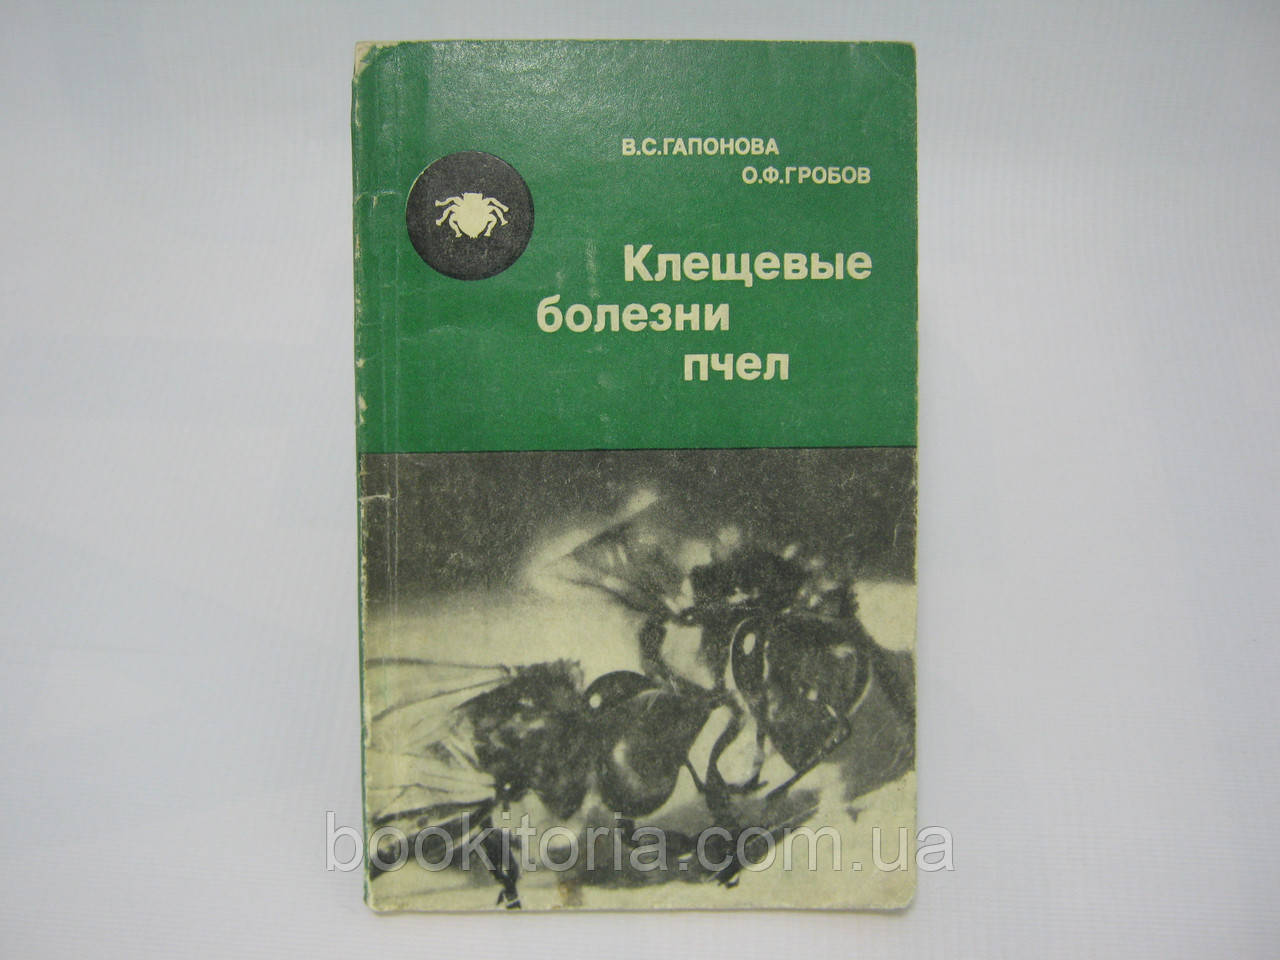 В.С.ГАПОНОВА
О.Ф.ГРОБОВ
Клещевые
болезни
пчел
bookitoria.com.ua